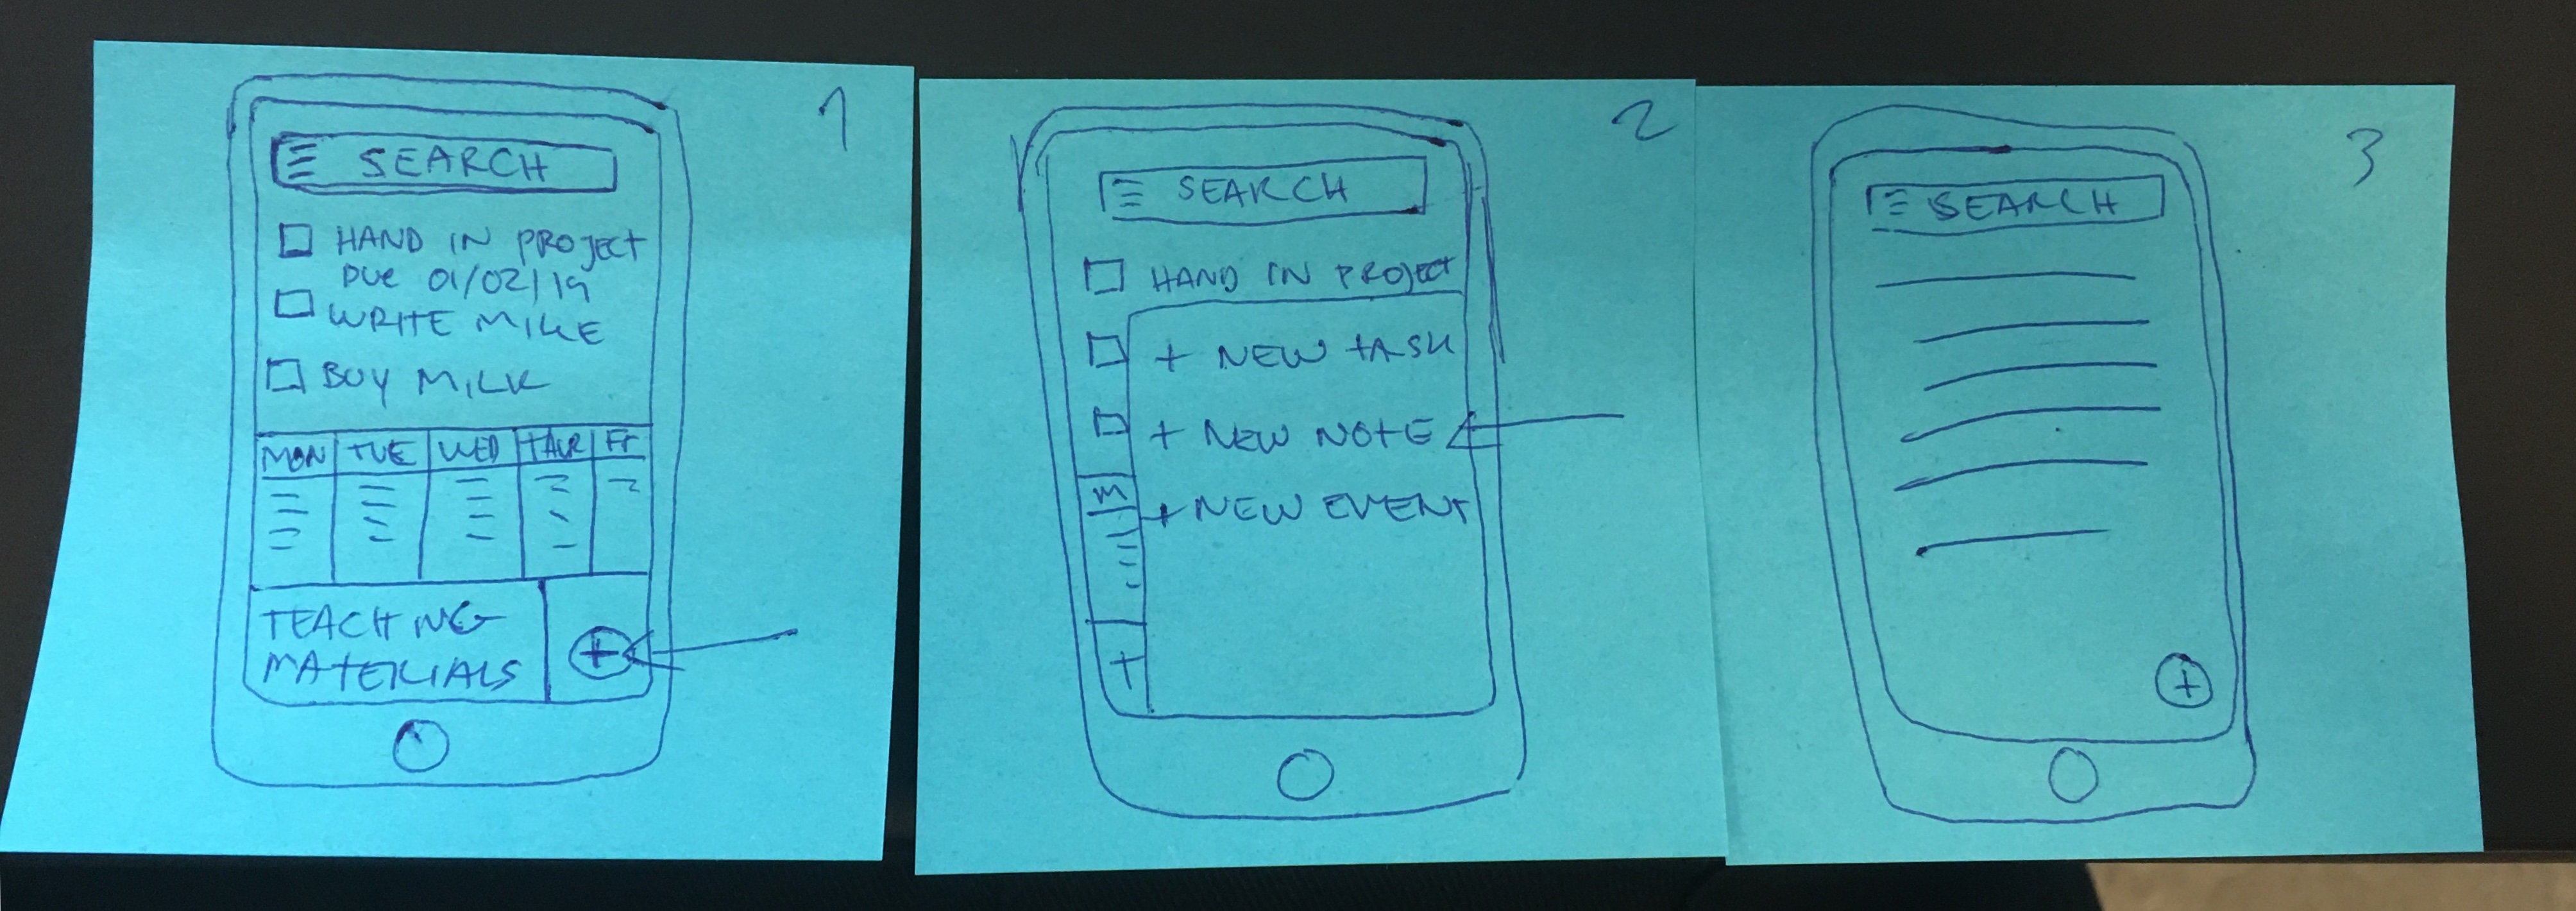 1
SEARCH
HAND IN PROJECT
DUE 01/02/19
WRITE MIKE
BUY MILK
MON TUE WED THUR FR
TEACHING
MATERIALS
+
2
SEARCH
HAND IN PROJECT
+ NEW TASK
+ NEW NOTE
+ NEW EVENT
M
T
3
SEARCH
+